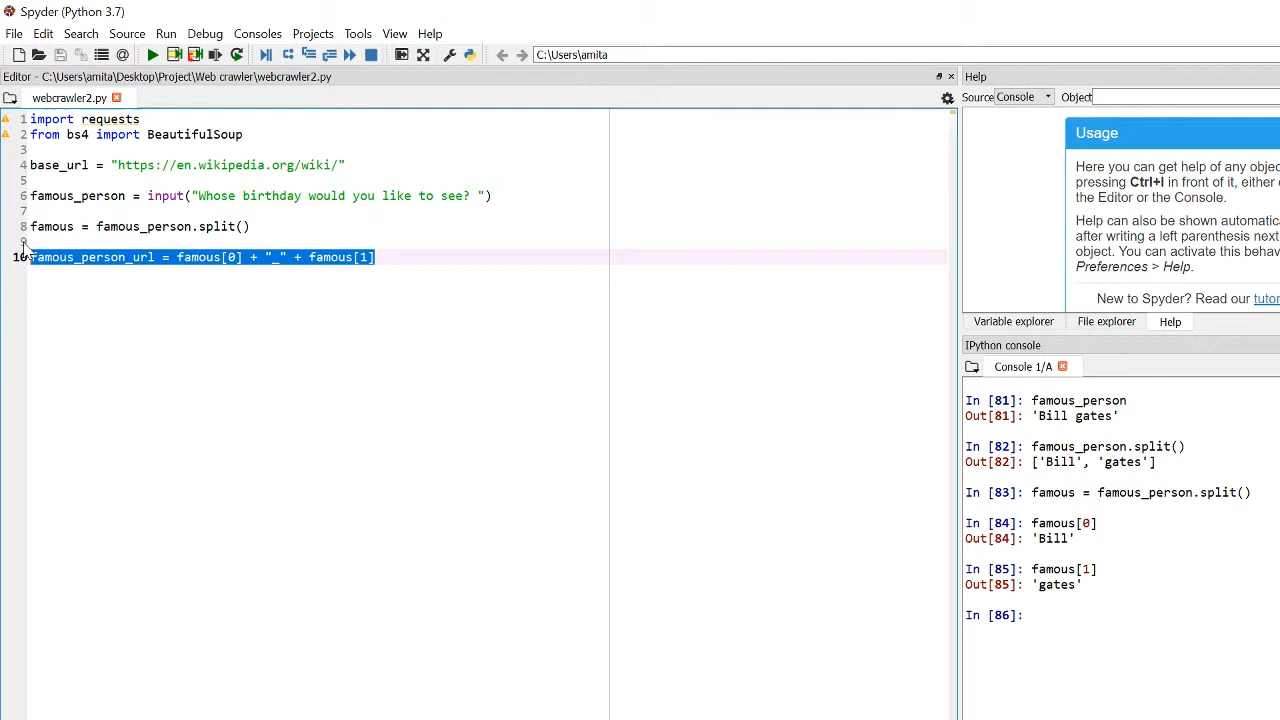 Spyder (Python 3.7)
File Edit Search Source Run Debug Consoles Projects Tools View Help
C:\Users\amita
Editor - C:\Users\amita\Desktop\Project\Web crawler\webcrawler2.py
Help
webcrawler2.py
Source Console Object
1 import requests
2 from bs4 import BeautifulSoup
3
4 base_url = "https://en.wikipedia.org/wiki/"
5
6 famous_person = input("Whose birthday would you like to see? ")
7
8 famous = famous_person.split()
9
10 famous_person_url = famous[0] + "_" + famous[1]
Usage
Here you can get help of any objec
pressing Ctrl+I in front of it, either o
the Editor or the Console.
Help can also be shown automatica
after writing a left parenthesis next
object. You can activate this behav
Preferences > Help.
New to Spyder? Read our tutor
Variable explorer File explorer Help
IPython console
Console 1/A
In [81]: famous_person
Out[81]: 'Bill gates'
In [82]: famous_person.split()
Out[82]: ['Bill', 'gates']
In [83]: famous = famous_person.split()
In [84]: famous[0]
Out[84]: 'Bill'
In [85]: famous[1]
Out[85]: 'gates'
In [86]: